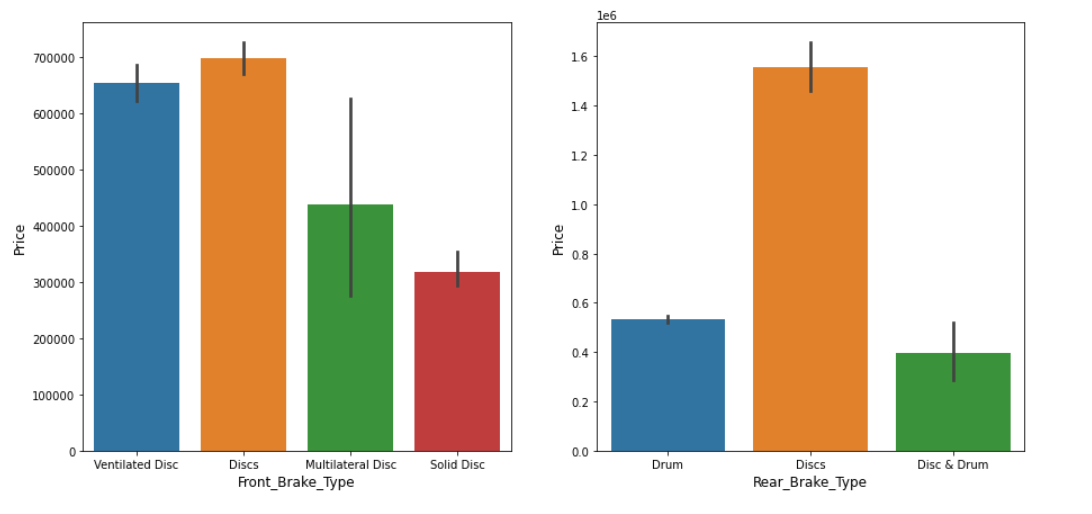 Price
700000
600000
500000
400000
300000
200000
100000
0
Ventilated Disc Discs Multilateral Disc Solid Disc
Front_Brake_Type
1e6
Price
1.6
1.4
1.2
1.0
0.8
0.6
0.4
0.2
0.0
Drum Discs Disc & Drum
Rear_Brake_Type